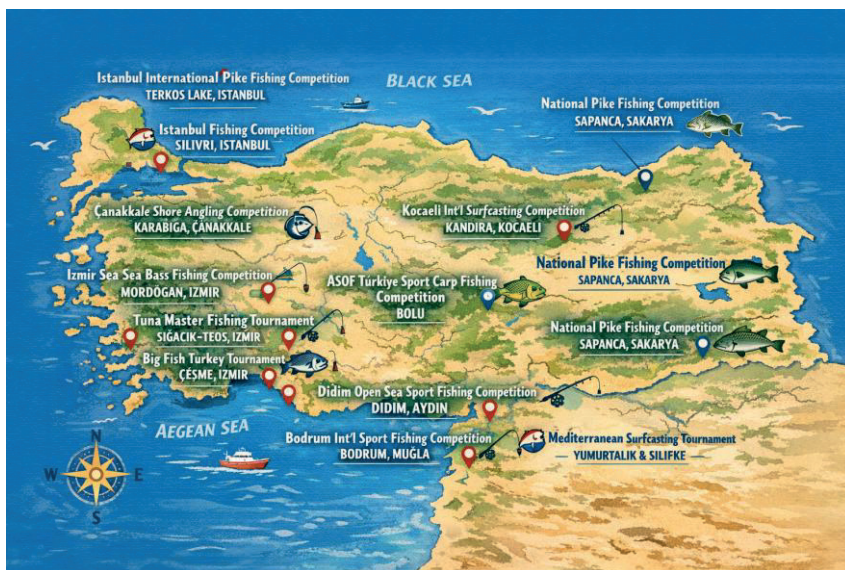 Istanbul International Pike Fishing Competition
TERKOS LAKE, ISTANBUL
BLACK SEA
National Pike Fishing Competition
SAPANCA, SAKARYA
Istanbul Fishing Competition
SILIVRI, ISTANBUL
Çanakkale Shore Angling Competition
KARABIGA, ÇANAKKALE
Kocaeli Int'l Surfcasting Competition
KANDIRA, KOCAELI
Izmir Sea Sea Bass Fishing Competition
MORDOĞAN, IZMIR
ASOF Türkiye Sport Carp Fishing
Competition
BOLU
National Pike Fishing Competition
SAPANCA, SAKARYA
Tuna Master Fishing Tournament
SIĞACIK-TEOS, IZMIR
National Pike Fishing Competition
SAPANCA, SAKARYA
Big Fish Turkey Tournament
ÇEŞME, IZMIR
Didim Open Sea Sport Fishing Competition
DIDIM, AYDIN
AEGEAN SEA
Bodrum Int'l Sport Fishing Competition
BODRUM, MUĞLA
Mediterranean Surfcasting Tournament
YUMURTALIK & SILIFKE
N
W E
S